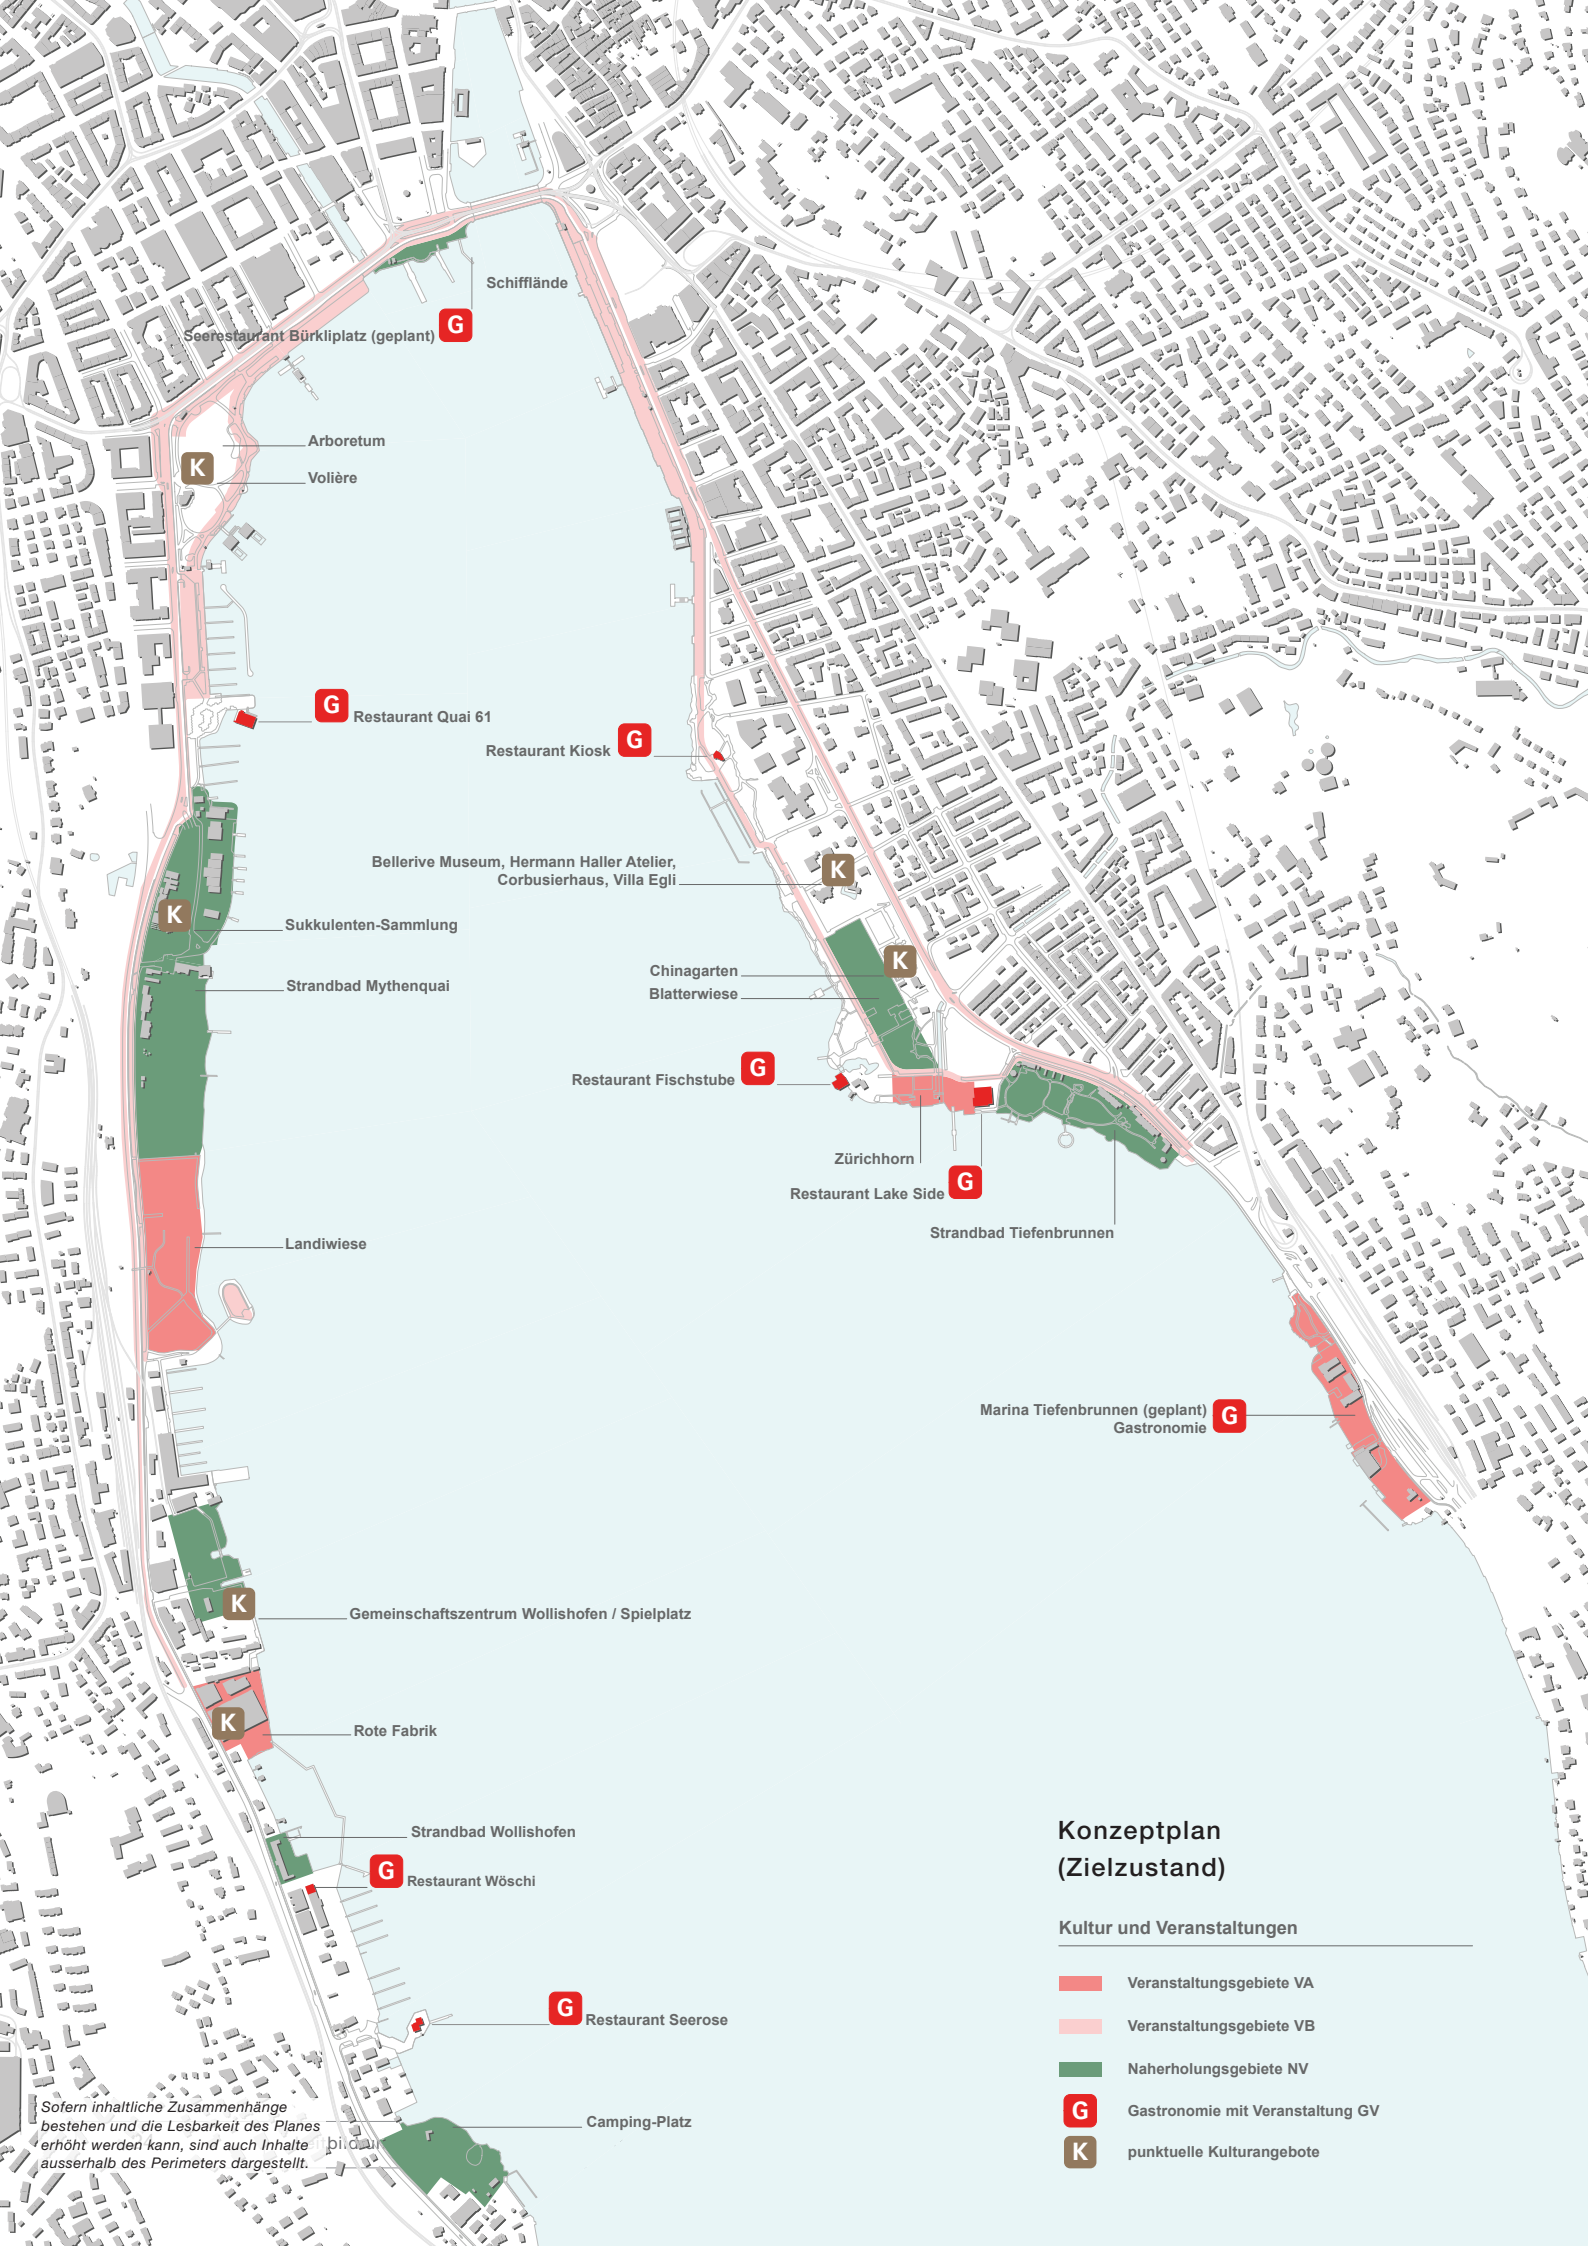 Schifflände
G
Seerestaurant Bürkliplatz (geplant)
Arboretum
K
Volière
G
Restaurant Quai 61
G
Restaurant Kiosk
Bellerive Museum, Hermann Haller Atelier,
Corbusierhaus, Villa Egli
K
K
Sukkulenten-Sammlung
Strandbad Mythenquai
Chinagarten
K
Blatterwiese
Restaurant Fischstube
G
Zürichhorn
Restaurant Lake Side
G
Strandbad Tiefenbrunnen
Landiwiese
Marina Tiefenbrunnen (geplant)
Gastronomie
G
K
Gemeinschaftszentrum Wollishofen / Spielplatz
K
Rote Fabrik
Strandbad Wollishofen
G
Restaurant Wöschi
G
Restaurant Seerose
Camping-Platz
Sofern inhaltliche Zusammenhänge
bestehen und die Lesbarkeit des Planes
erhöht werden kann, sind auch Inhalte
ausserhalb des Perimeters dargestellt.
Konzeptplan
(Zielzustand)
Kultur und Veranstaltungen
Veranstaltungsgebiete VA
Veranstaltungsgebiete VB
Naherholungsgebiete NV
G
Gastronomie mit Veranstaltung GV
K
punktuelle Kulturangebote